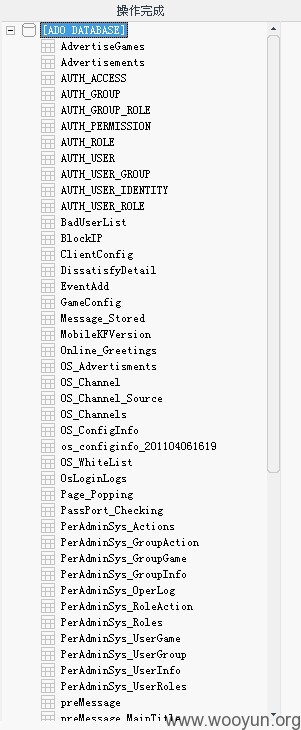 操作完成
[ADO DATABASE]
AdvertiseGames
Advertisements
AUTH_ACCESS
AUTH_GROUP
AUTH_GROUP_ROLE
AUTH_PERMISSION
AUTH_ROLE
AUTH_USER
AUTH_USER_GROUP
AUTH_USER_IDENTITY
AUTH_USER_ROLE
BadUserList
BlockIP
ClientConfig
DissatisfyDetail
EventAdd
GameConfig
Message_Stored
MobileKFVersion
Online_Greetings
OS_Advertisments
OS_Channel
OS_Channel_Source
OS_Channels
OS_ConfigInfo
os_configinfo_201104061619
OS_WhiteList
OsLoginLogs
Page_Popping
PassPort_Checking
PerAdminSys_Actions
PerAdminSys_GroupAction
PerAdminSys_GroupGame
PerAdminSys_GroupInfo
PerAdminSys_OperLog
PerAdminSys_RoleAction
PerAdminSys_Roles
PerAdminSys_UserGame
PerAdminSys_UserGroup
PerAdminSys_UserInfo
PerAdminSys_UserRoles
preMessage
preMessage_MainTitle
www.wooyun.org